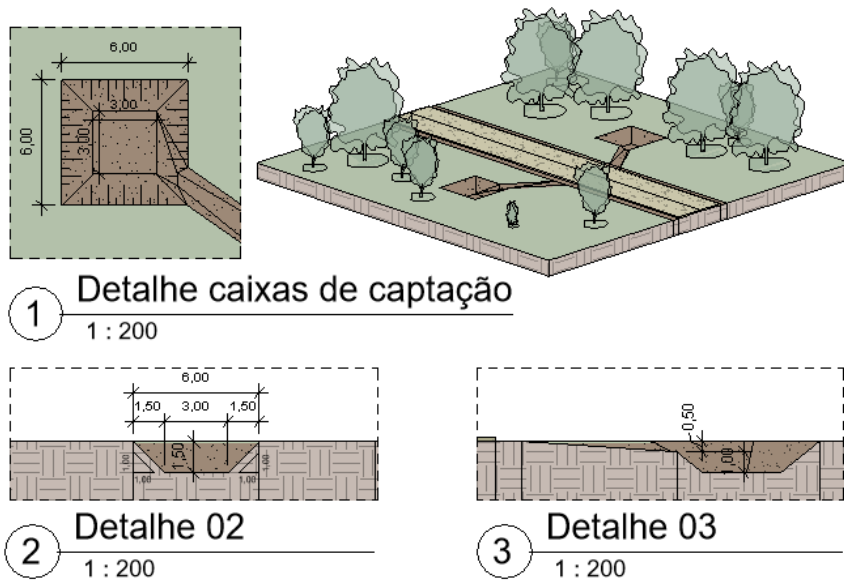 6,00
6,00
3,00
3,00
1 Detalhe caixas de captação
1 : 200
6,00
1,50 3,00 1,50
1,50
1,00 1,00
1,00 1,00
2 Detalhe 02
1 : 200
0,50
1,00
3 Detalhe 03
1 : 200